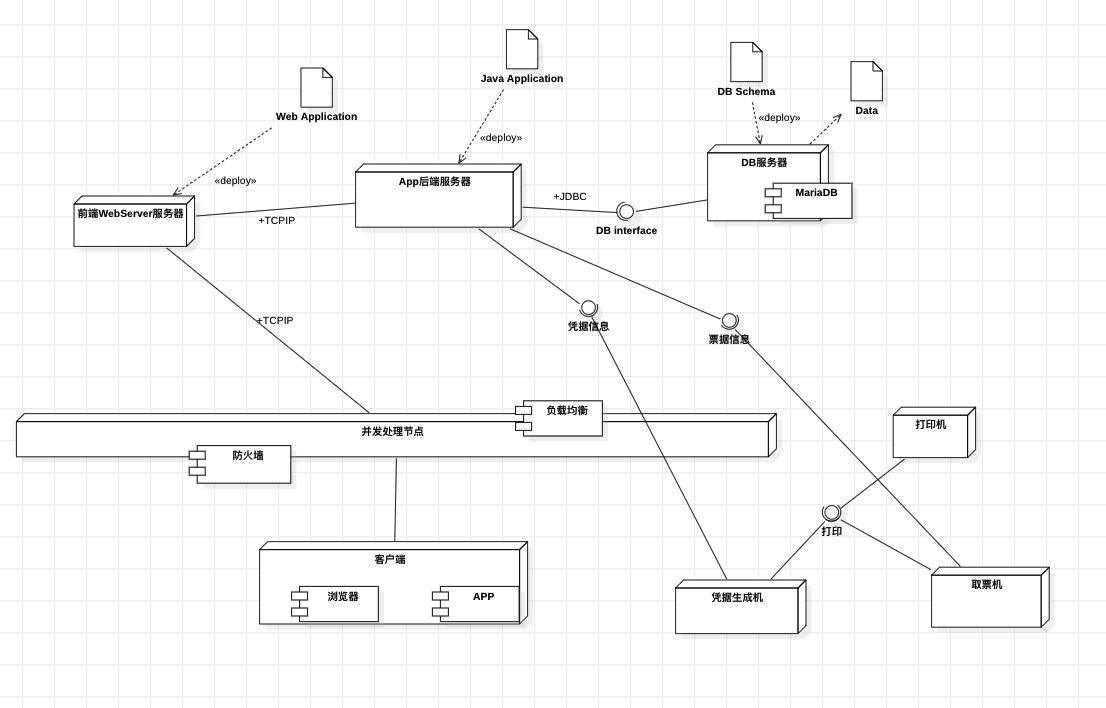 Java Application
DB Schema
Data
Web Application
«deploy»
«deploy»
«deploy»
DB服务器
App后端服务器
MariaDB
+JDBC
前端WebServer服务器
+TCPIP
DB interface
+TCPIP
凭据信息
票据信息
负载均衡
并发处理节点
打印机
防火墙
打印
客户端
浏览器
APP
凭据生成机
取票机